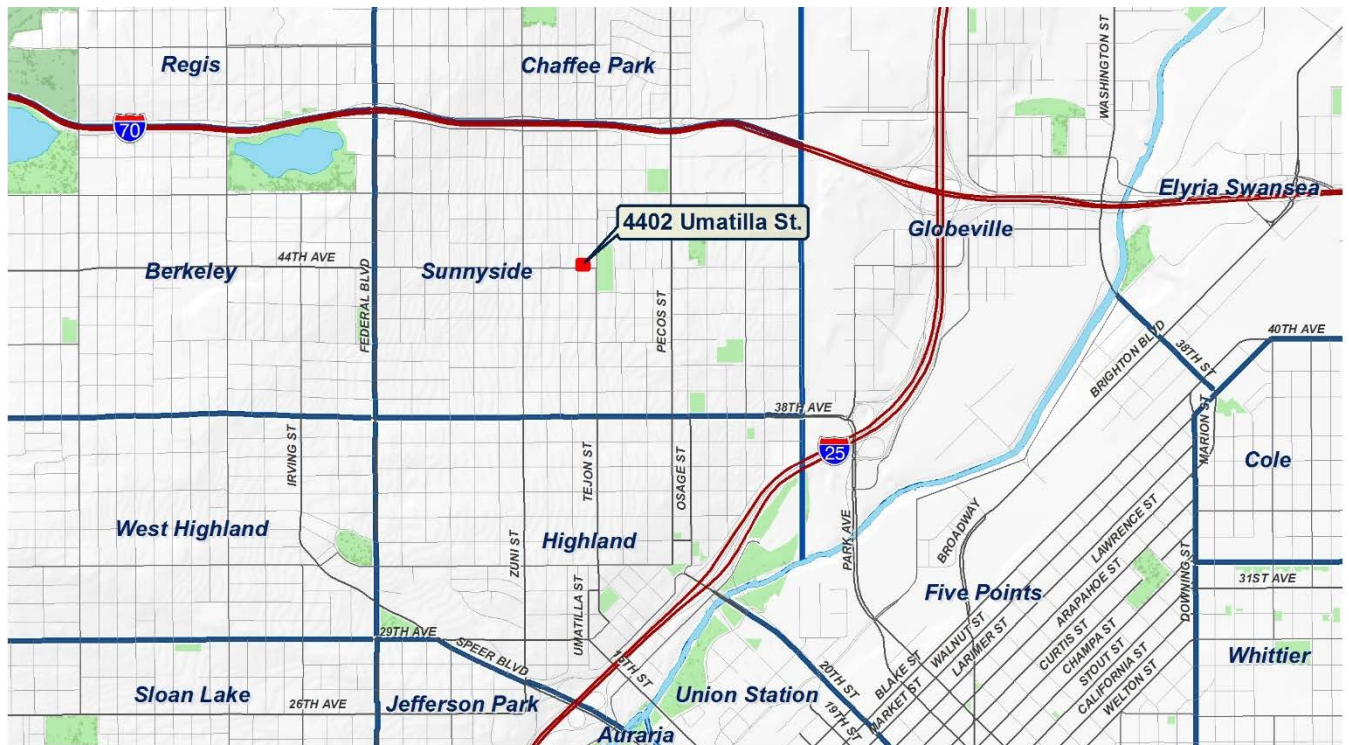 WASHINGTON ST
Regis
Chaffee Park
70
Elyria Swansea
4402 Umatilla St.
Globeville
44TH AVE
Berkeley
Sunnyside
FEDERAL BLVD
PECOS ST
BRIGHTON BLVD
38TH ST
40TH AVE
38TH AVE
MARION ST
25
IRVING ST
TEJON ST
OSAGE ST
Cole
West Highland
Highland
ZUNI ST
PARK AVE
BROADWAY
LAWRENCE ST
ARAPAHOE ST
DOWNING ST
31ST AVE
Five Points
UMATILLA ST
WALNUT ST
LARIMER ST
CURTIS ST
CHAMPA ST
STOUT ST
CALIFORNIA ST
WELTON ST
29TH AVE
SPEER BLVD
15TH ST
20TH ST
BLAKE ST
MARKET ST
19TH ST
Whittier
Sloan Lake
26TH AVE
Jefferson Park
Union Station
Auraria